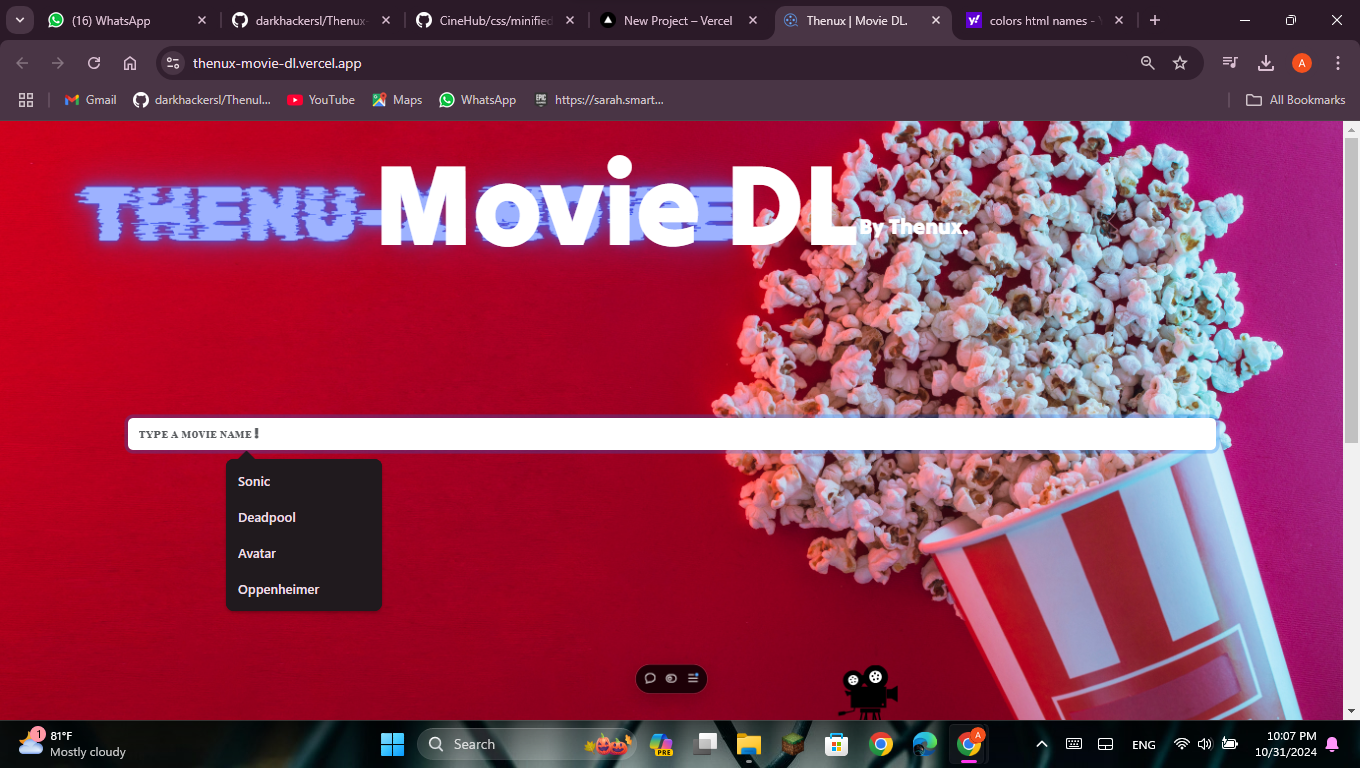 (16) WhatsApp
darkhackersl/Thenux-
CineHub/css/minified
New Project – Vercel
Thenux | Movie DL.
colors html names -
thenux-movie-dl.vercel.app
A
Gmail
darkhackersl/Thenul...
YouTube
Maps
WhatsApp
https://sarah.smart...
All Bookmarks
Movie DL
By Thenux.
TYPE A MOVIE NAME❗
Sonic
Deadpool
Avatar
Oppenheimer
1
81°F
Mostly cloudy
Search
PRE
A
ENG
10:07 PM
10/31/2024